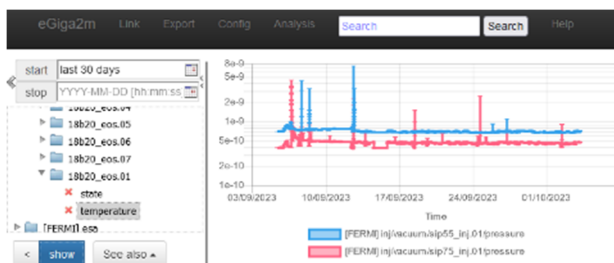 eGiga2m Link Export Config Analysis Search Search Help
start last 30 days
stop YYYY-MM-DD [hh:mm:ss
18b20_eos.04
18b20_eos.05
18b20_eos.06
18b20_eos.07
18b20_eos.01
state
temperature
[FERMI] esa
< show See also
8e-9
5e-9
2e-9
1e-9
5e-10
2e-10
1e-10
03/09/2023 10/09/2023 17/09/2023 24/09/2023 01/10/2023
Time
[FERMI] inj/vacuum/sip55_inj.01/pressure
[FERMI] inj/vacuum/sip75_inj.01/pressure